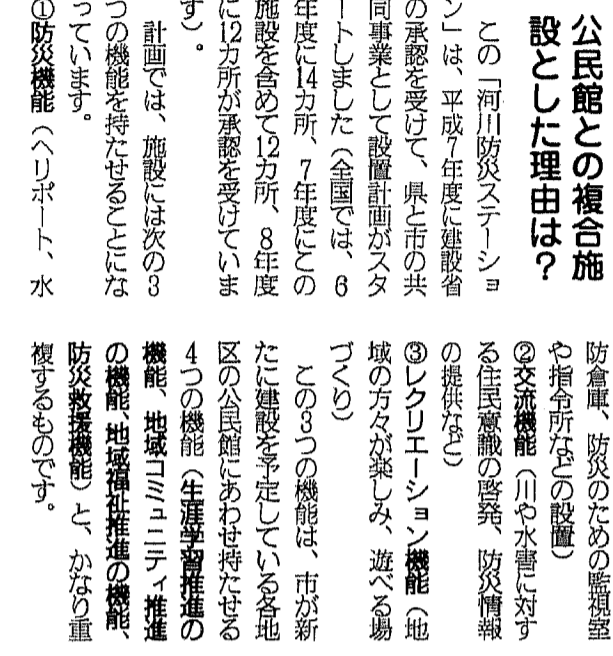 公民館との複合施
設とした理由は？
この「河川防災ステーショ
ン」は、平成7年度に建設省
の承認を受けて、県と市の共
同事業として設置計画がスタ
ートしました（全国では、6
年度に14カ所、7年度にこの
施設を含めて12カ所、8年度
に12カ所が承認を受けていま
す）。
計画では、施設には次の3
つの機能を持たせることにな
っています。
①防災機能（ヘリポート、水
防倉庫、防災のための監視室
や指令所などの設置）
②交流機能（川や水害に対す
る住民意識の啓発、防災情報
の提供など）
③レクリエーション機能（地
域の方々が楽しみ、遊べる場
づくり）
この3つの機能は、市が新
たに建設を予定している各地
区の公民館にあわせ持たせる
4つの機能（生涯学習推進の
機能、地域コミュニティ推進
の機能、地域福祉推進の機能、
防災救援機能）と、かなり重
複するものです。